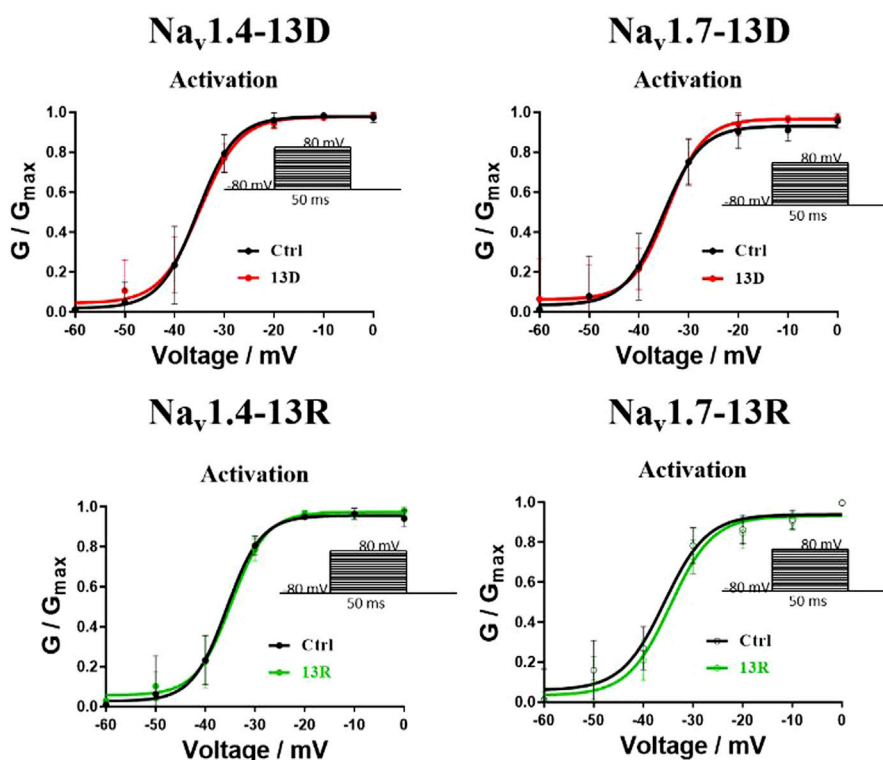 Nav1.4-13D
Activation
G / Gmax
1.0
0.8
0.6
0.4
0.2
0.0
80 mV
-80 mV
50 ms
Ctrl
13D
-60 -50 -40 -30 -20 -10 0
Voltage / mV
Nav1.7-13D
Activation
G / Gmax
1.0
0.8
0.6
0.4
0.2
0.0
80 mV
-80 mV
50 ms
Ctrl
13D
-60 -50 -40 -30 -20 -10 0
Voltage / mV
Nav1.4-13R
Activation
G / Gmax
1.0
0.8
0.6
0.4
0.2
0.0
80 mV
-80 mV
50 ms
Ctrl
13R
-60 -50 -40 -30 -20 -10 0
Voltage / mV
Nav1.7-13R
Activation
G / Gmax
1.0
0.8
0.6
0.4
0.2
0.0
80 mV
-80 mV
50 ms
Ctrl
13R
-60 -50 -40 -30 -20 -10 0
Voltage / mV